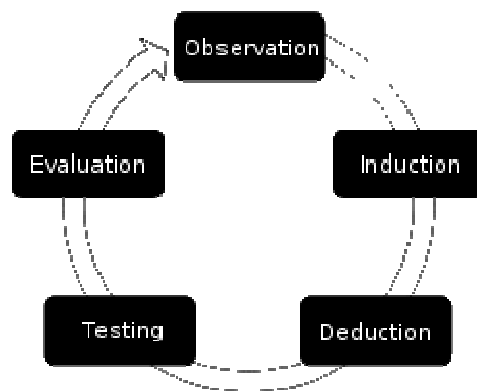 Observation
Induction
Deduction
Testing
Evaluation